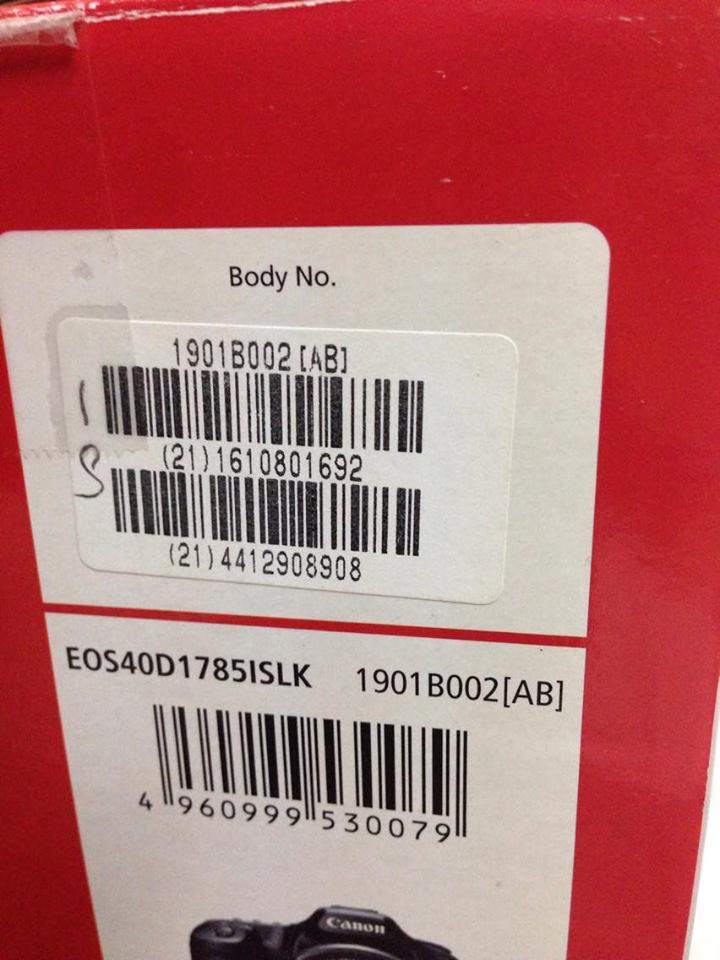 Body No.
1901B002 [AB]
(21)1610801692
(21)4412908908
EOS40D1785ISLK 1901B002[AB]
4 960999 530079
Canon